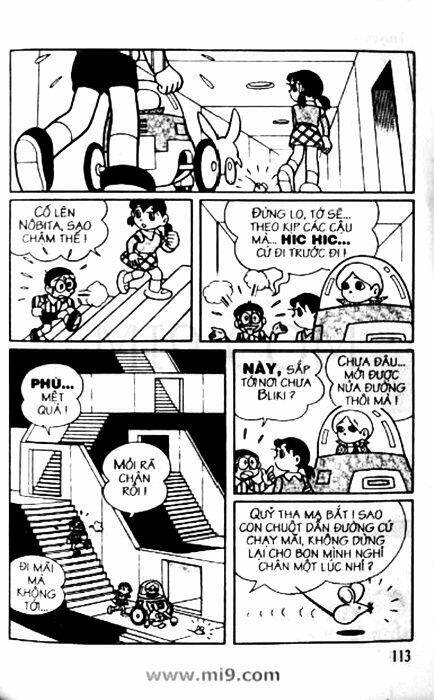 CỐ LÊN
NÔBITA, SAO
CHẬM THẾ !
ĐỪNG LO, TỚ SẼ...
THEO KỊP CÁC CẬU
MÀ... HIC HIC...
CỨ ĐI TRƯỚC ĐI !
PHÙ...
MỆT
QUÁ !
MỎI RÃ
CHÂN
RỒI !
ĐI MÃI
MÀ
KHÔNG
TỚI...
NÀY, SẮP
TỚI NƠI CHƯA
BLIKI ?
CHƯA ĐÂU...
MỚI ĐƯỢC
NỬA ĐƯỜNG
THÔI MÀ !
QUỶ THA MA BẮT ! SAO
CON CHUỘT DẪN ĐƯỜNG CỨ
CHẠY MÃI, KHÔNG DỪNG
LẠI CHO BỌN MÌNH NGHỈ
CHÂN MỘT LÚC NHỈ ?
113
www.mi9.com